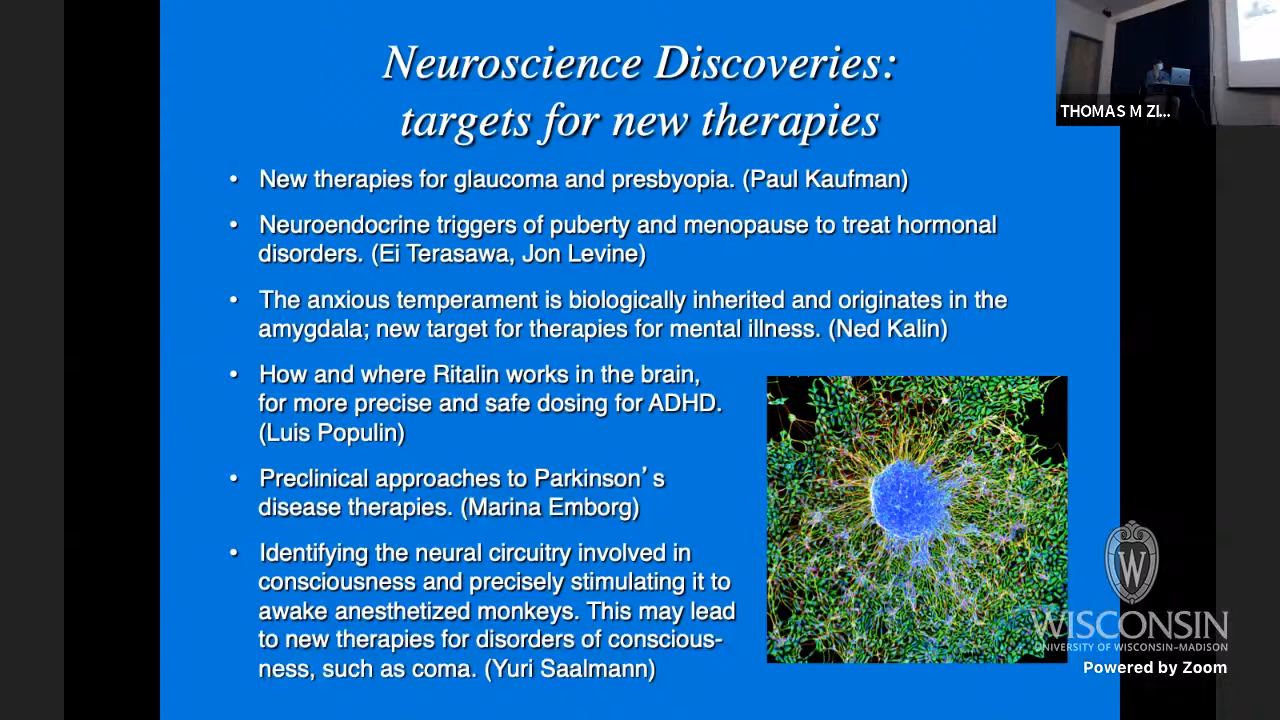 Neuroscience Discoveries:
targets for new therapies
THOMAS M ZI...
• New therapies for glaucoma and presbyopia. (Paul Kaufman)
• Neuroendocrine triggers of puberty and menopause to treat hormonal
disorders. (Ei Terasawa, Jon Levine)
• The anxious temperament is biologically inherited and originates in the
amygdala; new target for therapies for mental illness. (Ned Kalin)
• How and where Ritalin works in the brain,
for more precise and safe dosing for ADHD.
(Luis Populin)
• Preclinical approaches to Parkinson’s
disease therapies. (Marina Emborg)
• Identifying the neural circuitry involved in
consciousness and precisely stimulating it to
awake anesthetized monkeys. This may lead
to new therapies for disorders of conscious-
ness, such as coma. (Yuri Saalmann)
W
WISCONSIN
UNIVERSITY OF WISCONSIN-MADISON
Powered by Zoom